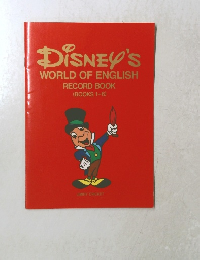 DISNEY'S
WORLD OF ENGLISH
RECORD BOOK
(BOOKS 1–6)